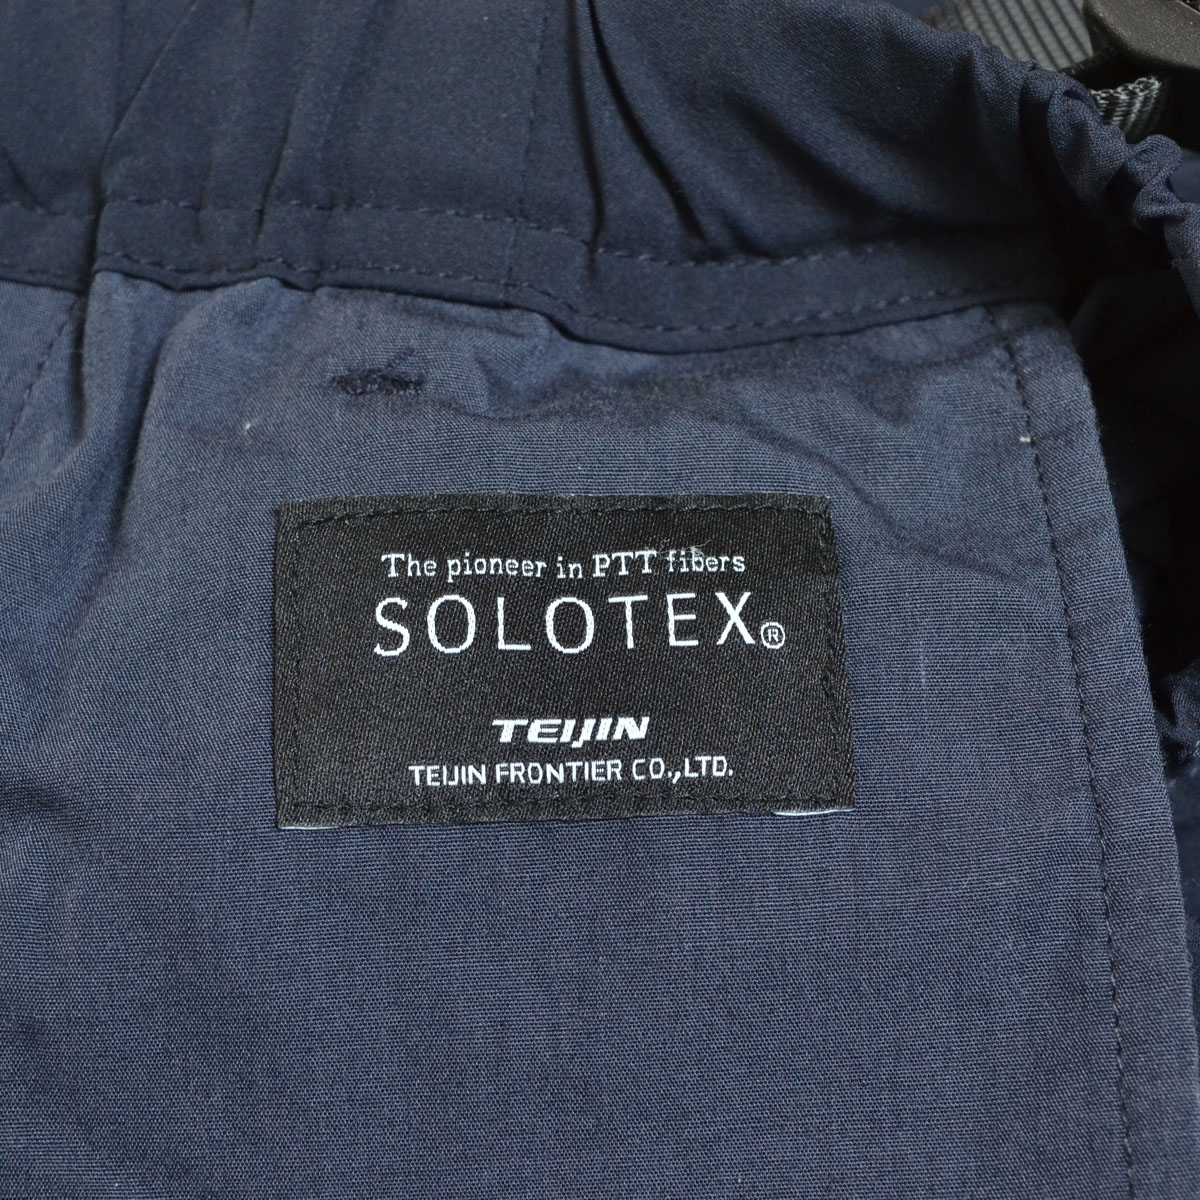 The pioneer in PTT fibers
SOLOTEX®
TEIJIN
TEIJIN FRONTIER CO.,LTD.